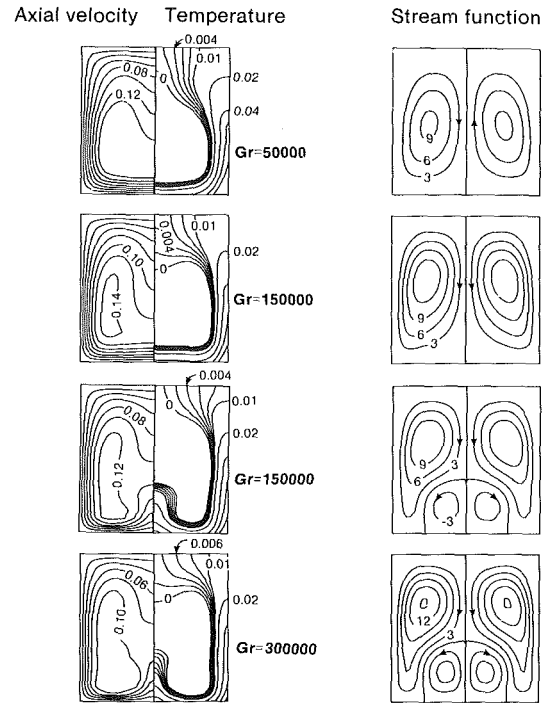 Axial velocity Temperature Stream function
0.004
0.08 0 0.01
0.12 0.02
0.04
9
Gr=50000
6
3
0.004 0.01
0.10 0.02
0
0.14
Gr=150000
9
6 3
0.004
0.08 0 0.01
0.02
0.12
9 3
Gr=150000
6
-3
0.006
0.01
0.06 0 0.02
0.10
12 3
Gr=300000